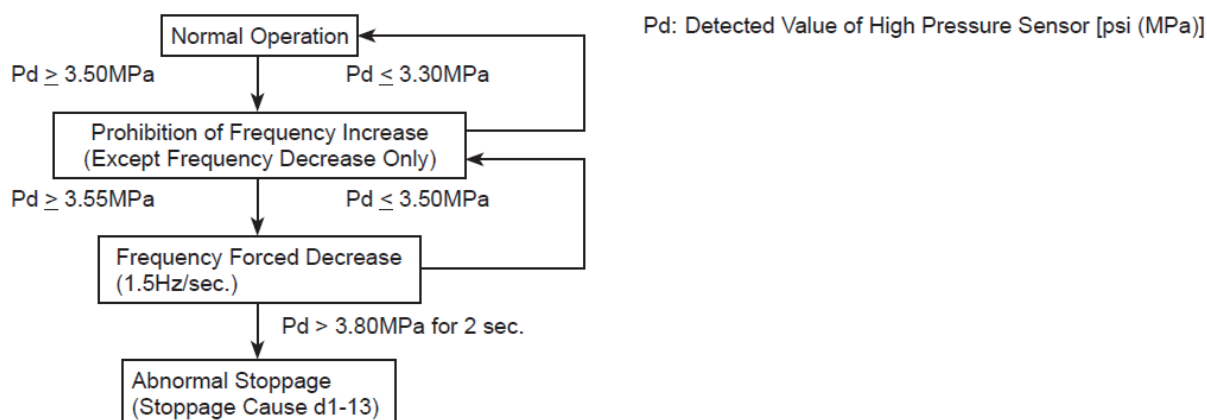 Normal Operation
Pd: Detected Value of High Pressure Sensor [psi (MPa)]
Pd ≥ 3.50MPa
Pd ≤ 3.30MPa
Prohibition of Frequency Increase
(Except Frequency Decrease Only)
Pd ≥ 3.55MPa
Pd ≤ 3.50MPa
Frequency Forced Decrease
(1.5Hz/sec.)
Pd > 3.80MPa for 2 sec.
Abnormal Stoppage
(Stoppage Cause d1-13)